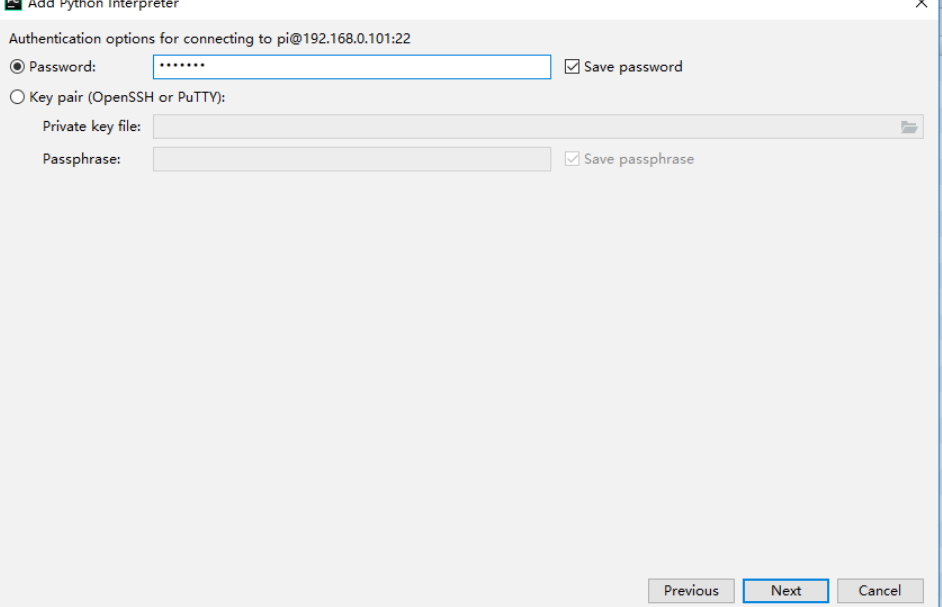 Add Python Interpreter
Authentication options for connecting to pi@192.168.0.101:22
Password: ••••••• Save password
Key pair (OpenSSH or PuTTY):
Private key file:
Passphrase: Save passphrase
Previous Next Cancel